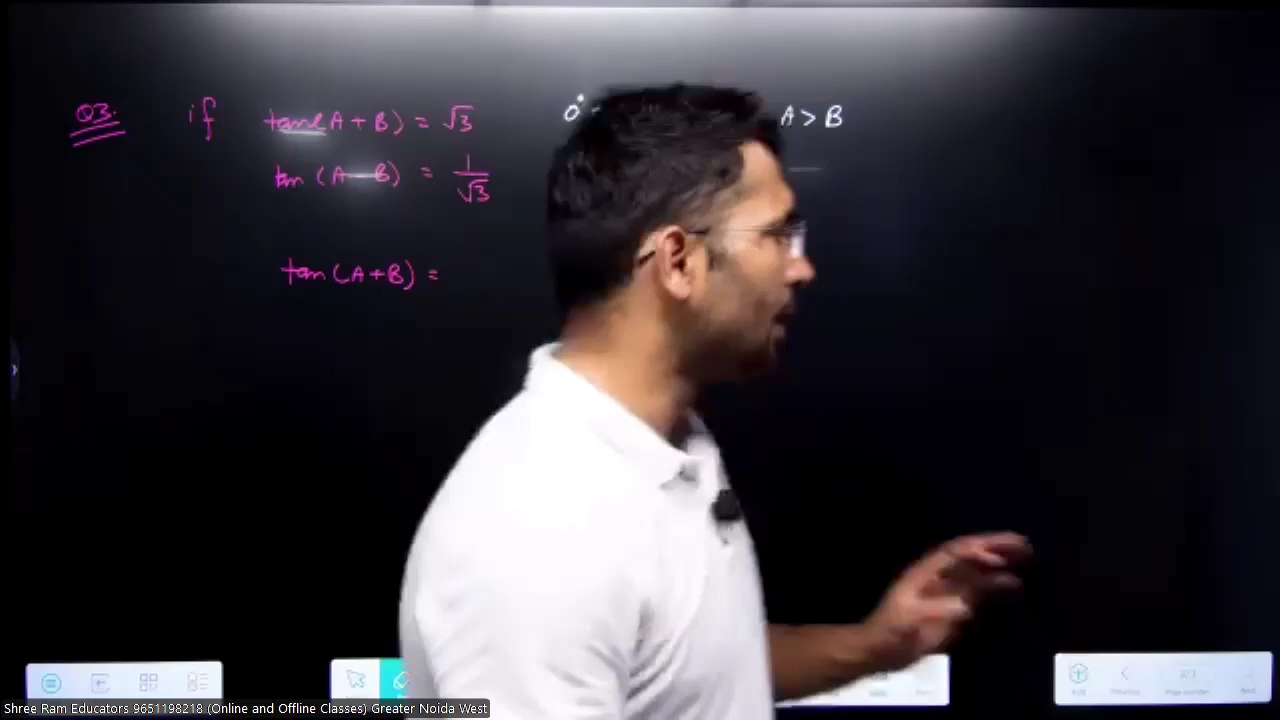 Q3. if tan(A + B) = √3 0° A > B
tan (A - B) = 1/√3
tan (A + B) =
Shree Ram Educators 9651198218 (Online and Offline Classes) Greater Noida West